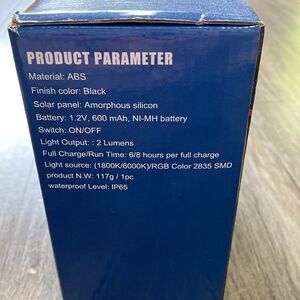 PRODUCT PARAMETER
Material: ABS
Finish color: Black
Solar panel: Amorphous silicon
Battery: 1.2V, 600 mAh, NI-MH battery
Switch: ON/OFF
Light Output: : 2 Lumens
Full Charge/Run Time: 6/8 hours per full charge
Light source: (1800K/6000K)/RGB Color 2835 SMD
product N.W: 117g / 1pc
waterproof Level: IP65